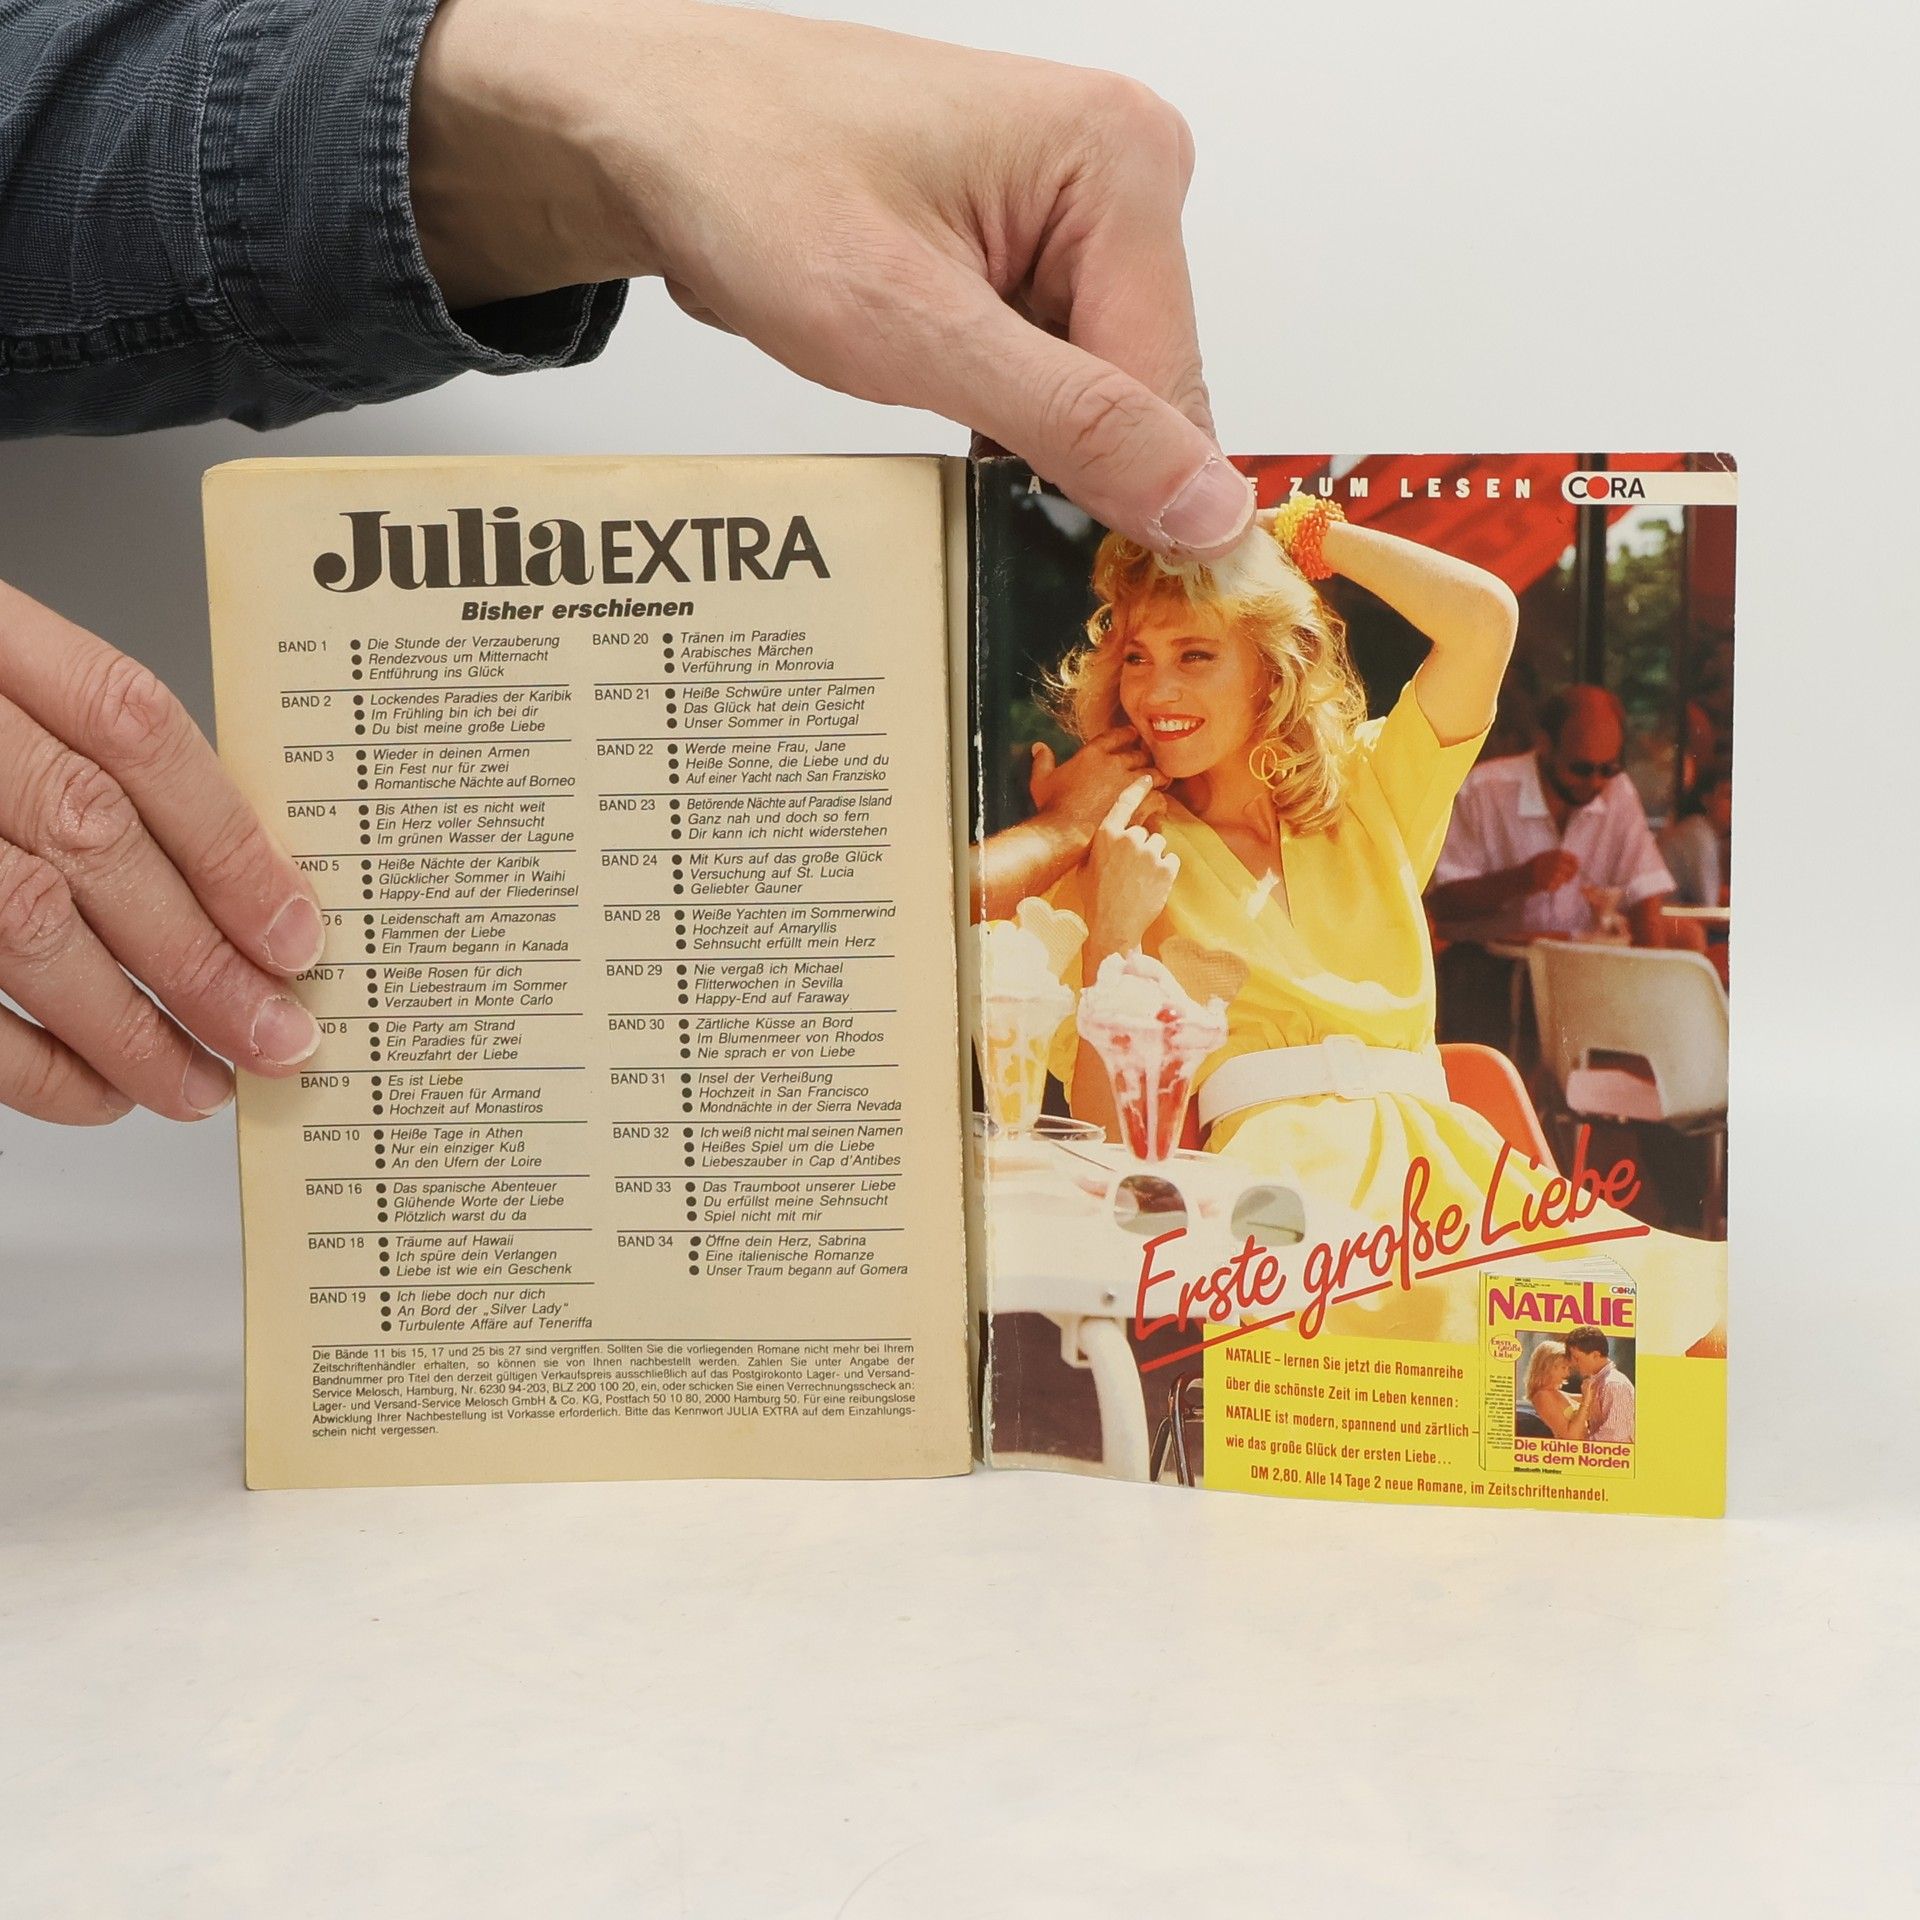 Julia EXTRA
Bisher erschienen
BAND 1 ● Die Stunde der Verzauberung
● Rendezvous um Mitternacht
● Entführung ins Glück
BAND 2 ● Lockendes Paradies der Karibik
● Im Frühling bin ich bei dir
● Du bist meine große Liebe
BAND 3 ● Wieder in deinen Armen
● Ein Fest nur für zwei
● Romantische Nächte auf Borneo
BAND 4 ● Bis Athen ist es nicht weit
● Ein Herz voller Sehnsucht
● Im grünen Wasser der Lagune
AND 5 ● Heiße Nächte der Karibik
● Glücklicher Sommer in Waihi
● Happy-End auf der Fliederinsel
D 6 ● Leidenschaft am Amazonas
● Flammen der Liebe
● Ein Traum begann in Kanada
BAND 7 ● Weiße Rosen für dich
● Ein Liebestraum im Sommer
● Verzaubert in Monte Carlo
ND 8 ● Die Party am Strand
● Ein Paradies für zwei
● Kreuzfahrt der Liebe
BAND 9 ● Es ist Liebe
● Drei Frauen für Armand
● Hochzeit auf Monastiros
BAND 10 ● Heiße Tage in Athen
● Nur ein einziger Kuß
● An den Ufern der Loire
BAND 16 ● Das spanische Abenteuer
● Glühende Worte der Liebe
● Plötzlich warst du da
BAND 18 ● Träume auf Hawaii
● Ich spüre dein Verlangen
● Liebe ist wie ein Geschenk
BAND 19 ● Ich liebe doch nur dich
● An Bord der „Silver Lady"
● Turbulente Affäre auf Teneriffa
BAND 20 ● Tränen im Paradies
● Arabisches Märchen
● Verführung in Monrovia
BAND 21 ● Heiße Schwüre unter Palmen
● Das Glück hat dein Gesicht
● Unser Sommer in Portugal
BAND 22 ● Werde meine Frau, Jane
● Heiße Sonne, die Liebe und du
● Auf einer Yacht nach San Franzisko
BAND 23 ● Betörende Nächte auf Paradise Island
● Ganz nah und doch so fern
● Dir kann ich nicht widerstehen
BAND 24 ● Mit Kurs auf das große Glück
● Versuchung auf St. Lucia
● Geliebter Gauner
BAND 28 ● Weiße Yachten im Sommerwind
● Hochzeit auf Amaryllis
● Sehnsucht erfüllt mein Herz
BAND 29 ● Nie vergaß ich Michael
● Flitterwochen in Sevilla
● Happy-End auf Faraway
BAND 30 ● Zärtliche Küsse an Bord
● Im Blumenmeer von Rhodos
● Nie sprach er von Liebe
BAND 31 ● Insel der Verheißung
● Hochzeit in San Francisco
● Mondnächte in der Sierra Nevada
BAND 32 ● Ich weiß nicht mal seinen Namen
● Heißes Spiel um die Liebe
● Liebeszauber in Cap d'Antibes
BAND 33 ● Das Traumboot unserer Liebe
● Du erfüllst meine Sehnsucht
● Spiel nicht mit mir
BAND 34 ● Öffne dein Herz, Sabrina
● Eine italienische Romanze
● Unser Traum begann auf Gomera
Die Bände 11 bis 15, 17 und 25 bis 27 sind vergriffen. Sollten Sie die vorliegenden Romane nicht mehr bei Ihrem
Zeitschriftenhändler erhalten, so können sie von Ihnen nachbestellt werden. Zahlen Sie unter Angabe der
Bandnummer pro Titel den derzeit gültigen Verkaufspreis ausschließlich auf das Postgirokonto Lager- und Versand-
Service Melosch, Hamburg, Nr. 6230 94-203, BLZ 200 100 20, ein, oder schicken Sie einen Verrechnungsscheck an:
Lager- und Versand-Service Melosch GmbH & Co. KG, Postfach 50 10 80, 2000 Hamburg 50. Für eine reibungslose
Abwicklung Ihrer Nachbestellung ist Vorkasse erforderlich. Bitte das Kennwort JULIA EXTRA auf dem Einzahlungs-
schein nicht vergessen.
A E ZUM LESEN CORA
Erste große Liebe
NATALIE – lernen Sie jetzt die Romanreihe
über die schönste Zeit im Leben kennen:
NATALIE ist modern, spannend und zärtlich –
wie das große Glück der ersten Liebe...
DM 2,80. Alle 14 Tage 2 neue Romane, im Zeitschriftenhandel.
CORA
NATALIE
ERSTE
GROßE
LIEBE
Die kühle Blonde
aus dem Norden
Elizabeth Hunter